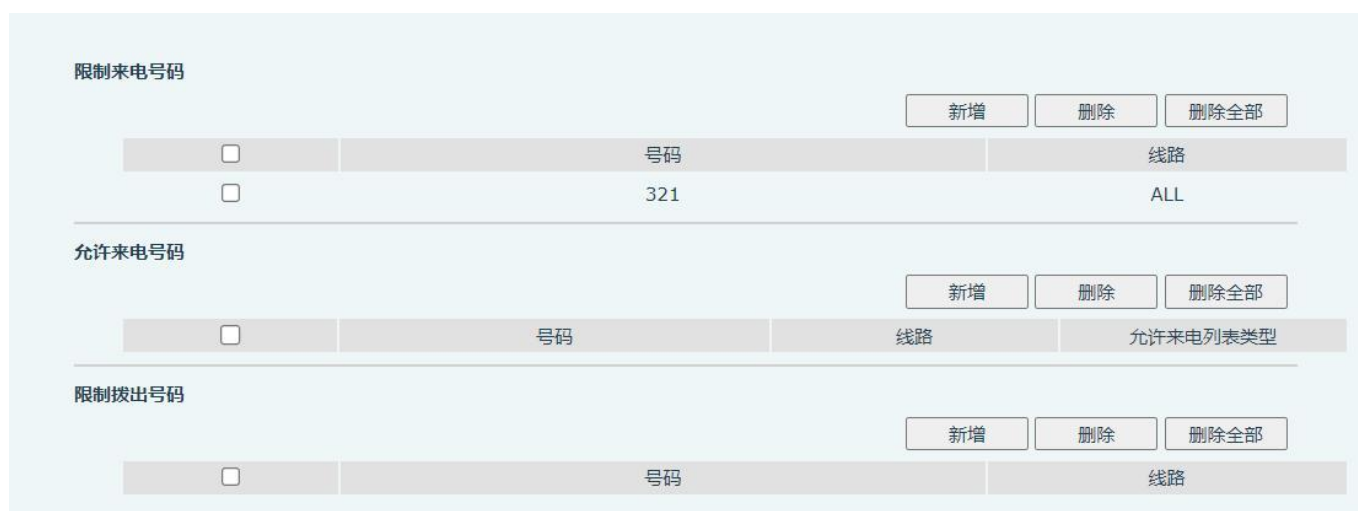 限制来电号码
新增 删除 删除全部
号码 线路
321 ALL
允许来电号码
新增 删除 删除全部
号码 线路 允许来电列表类型
限制拨出号码
新增 删除 删除全部
号码 线路